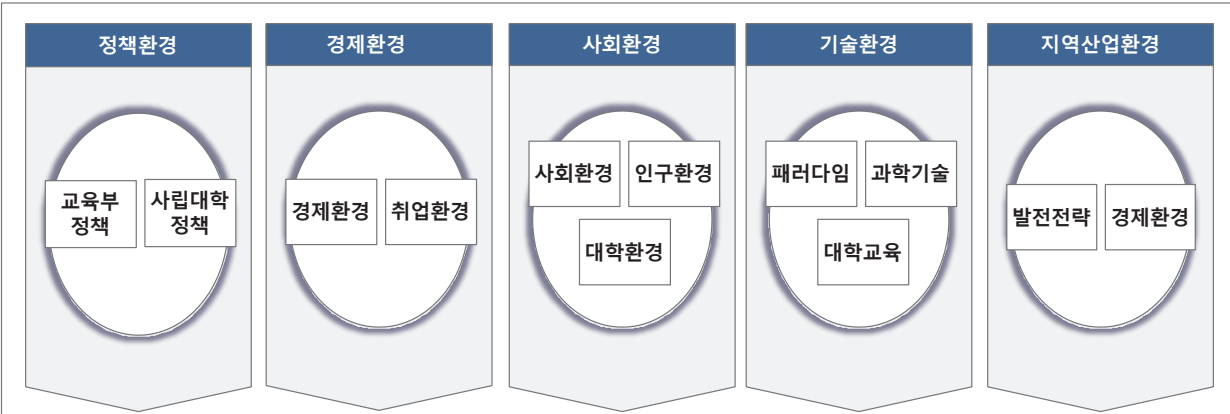 정책환경
교육부
정책
사립대학
정책
경제환경
경제환경
취업환경
사회환경
사회환경
인구환경
대학환경
기술환경
패러다임
과학기술
대학교육
지역산업환경
발전전략
경제환경